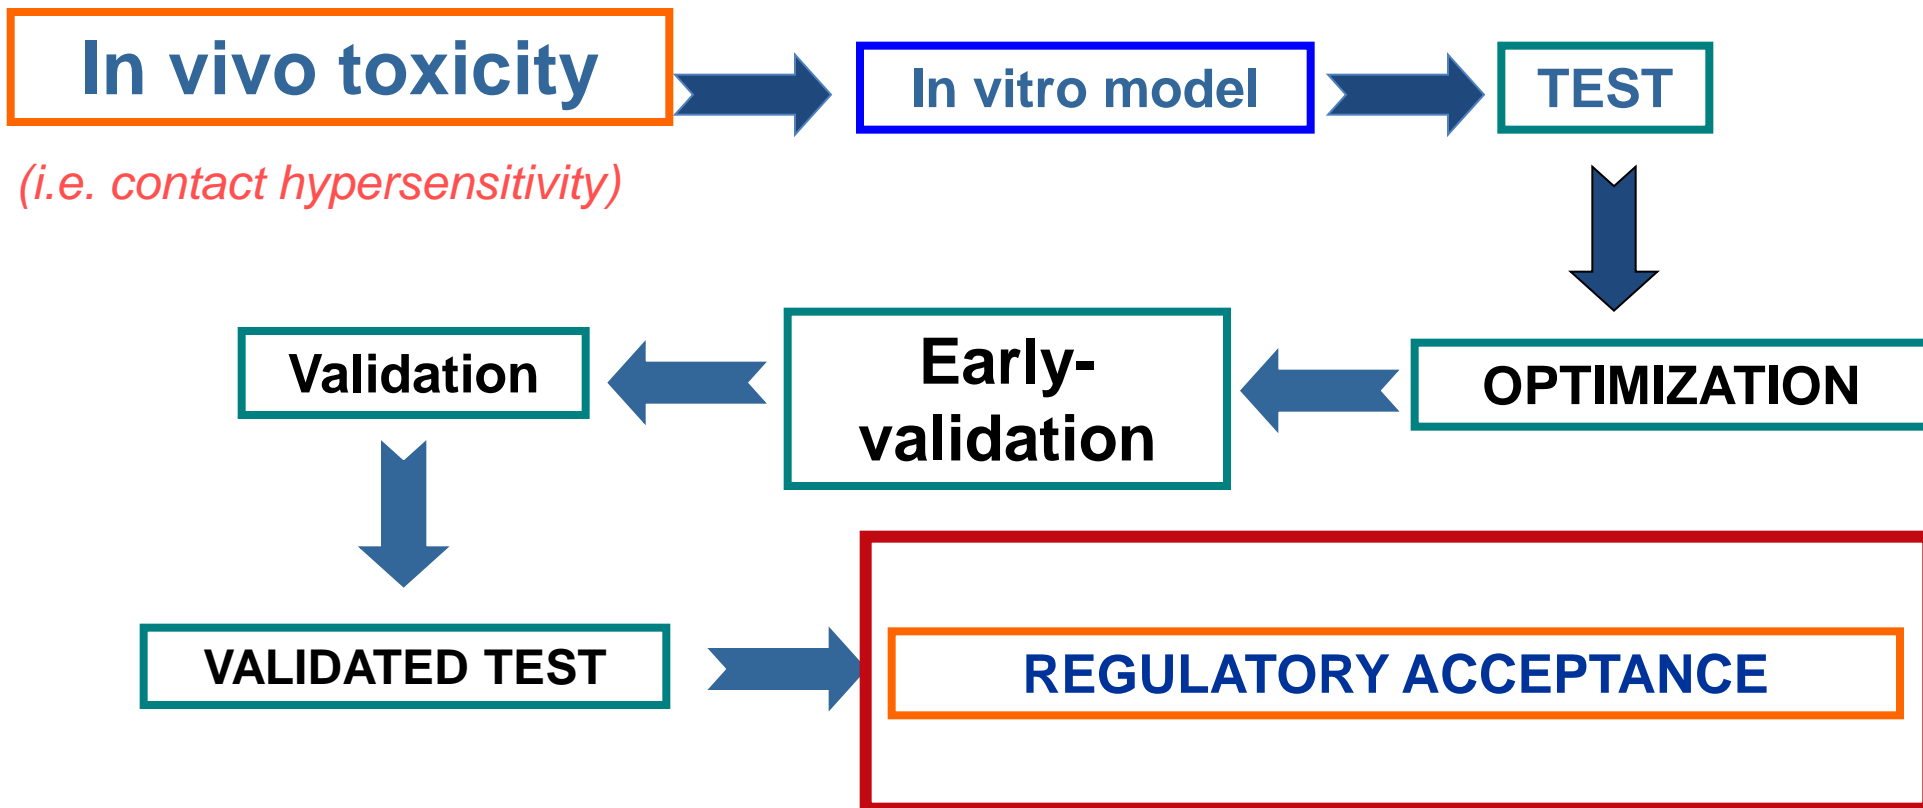 In vivo toxicity
In vitro model
TEST
(i.e. contact hypersensitivity)
Validation
Early-
validation
OPTIMIZATION
VALIDATED TEST
REGULATORY ACCEPTANCE